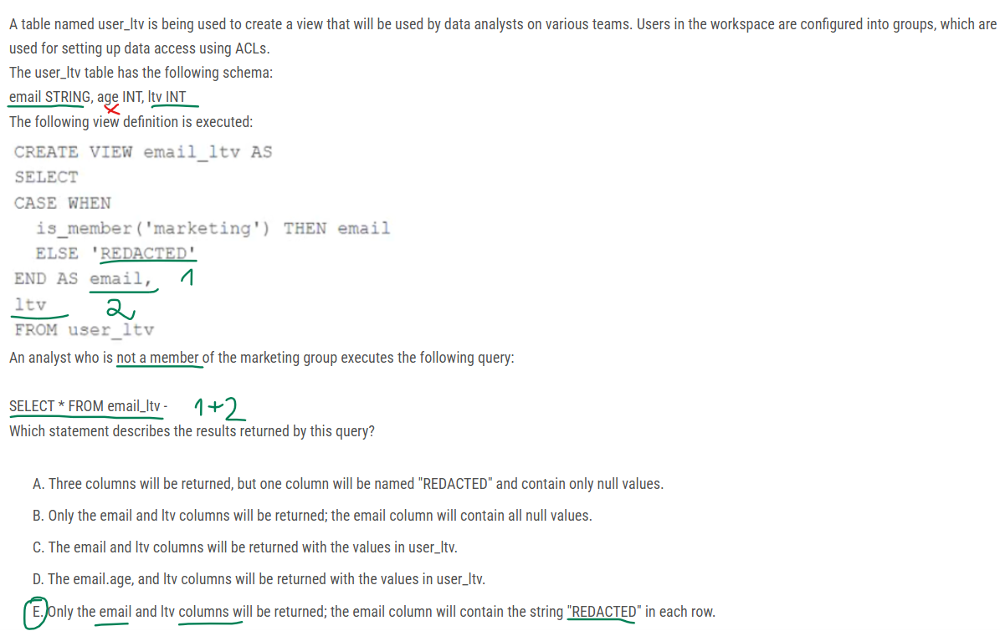 A table named user_ltv is being used to create a view that will be used by data analysts on various teams. Users in the workspace are configured into groups, which are
used for setting up data access using ACLs.
The user_ltv table has the following schema:
email STRING, age INT, ltv INT
The following view definition is executed:
CREATE VIEW email_ltv AS
SELECT
CASE WHEN
is_member('marketing') THEN email
ELSE 'REDACTED'
END AS email, 1
ltv 2
FROM user_ltv
An analyst who is not a member of the marketing group executes the following query:
SELECT * FROM email_ltv - 1+2
Which statement describes the results returned by this query?
A. Three columns will be returned, but one column will be named "REDACTED" and contain only null values.
B. Only the email and ltv columns will be returned; the email column will contain all null values.
C. The email and ltv columns will be returned with the values in user_ltv.
D. The email.age, and ltv columns will be returned with the values in user_ltv.
E. Only the email and ltv columns will be returned; the email column will contain the string "REDACTED" in each row.